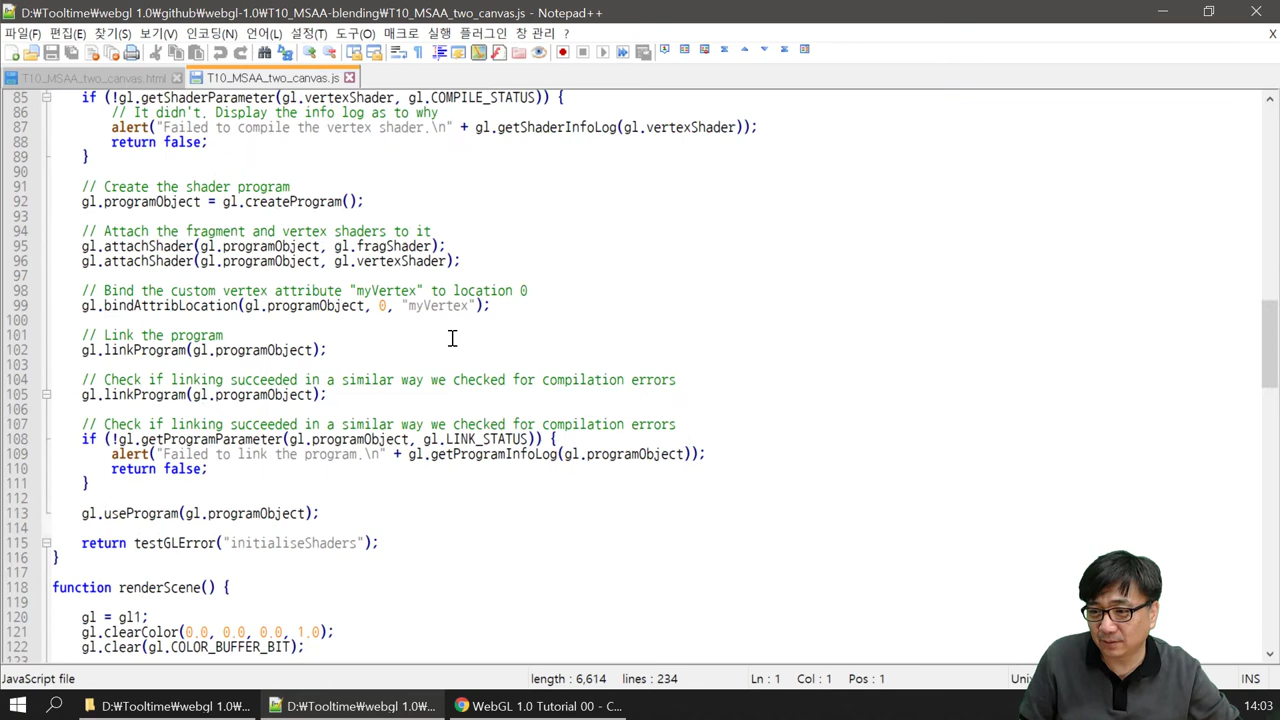 D:₩Tooltime₩webgl 1.0₩github₩webgl-1.0₩T10_MSAA-blending₩T10_MSAA_two_canvas.js - Notepad++
파일(F) 편집(E) 찾기(S) 보기(V) 인코딩(N) 언어(L) 설정(T) 도구(O) 매크로 실행 플러그인 창 관리 ? X
T10_MSAA_two_canvas.html T10_MSAA_two_canvas.js
85 if (!gl.getShaderParameter(gl.vertexShader, gl.COMPILE_STATUS)) {
86 // It didn't. Display the info log as to why
87 alert("Failed to compile the vertex shader.\n" + gl.getShaderInfoLog(gl.vertexShader));
88 return false;
89 }
90
91 // Create the shader program
92 gl.programObject = gl.createProgram();
93
94 // Attach the fragment and vertex shaders to it
95 gl.attachShader(gl.programObject, gl.fragShader);
96 gl.attachShader(gl.programObject, gl.vertexShader);
97
98 // Bind the custom vertex attribute "myVertex" to location 0
99 gl.bindAttribLocation(gl.programObject, 0, "myVertex");
100
101 // Link the program
102 gl.linkProgram(gl.programObject);
103
104 // Check if linking succeeded in a similar way we checked for compilation errors
105 gl.linkProgram(gl.programObject);
106
107 // Check if linking succeeded in a similar way we checked for compilation errors
108 if (!gl.getProgramParameter(gl.programObject, gl.LINK_STATUS)) {
109 alert("Failed to link the program.\n" + gl.getProgramInfoLog(gl.programObject));
110 return false;
111 }
112
113 gl.useProgram(gl.programObject);
114
115 return testGLError("initialiseShaders");
116 }
117
118 function renderScene() {
119
120 gl = gl1;
121 gl.clearColor(0.0, 0.0, 0.0, 1.0);
122 gl.clear(gl.COLOR_BUFFER_BIT);
123
JavaScript file length : 6,614 lines : 234 Ln : 1 Col : 1 Pos : 1 Uni INS
D:₩Tooltime₩webgl 1.0₩... D:₩Tooltime₩webgl 1.0₩... WebGL 1.0 Tutorial 00 - C... 14:03